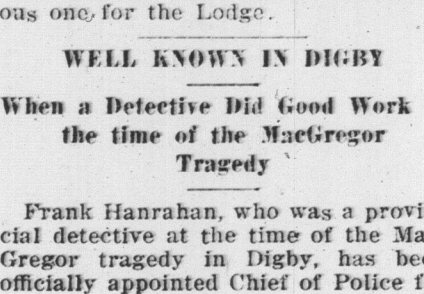 ous one, for the Lodge.
WELL KNOWN IN DIGBY
When a Detective Did Good Work
the time of the MacGregor
Tragedy
Frank Hanrahan, who was a provi
cial detective at the time of the Ma
Gregor tragedy in Digby, has bee
officially appointed Chief of Police f